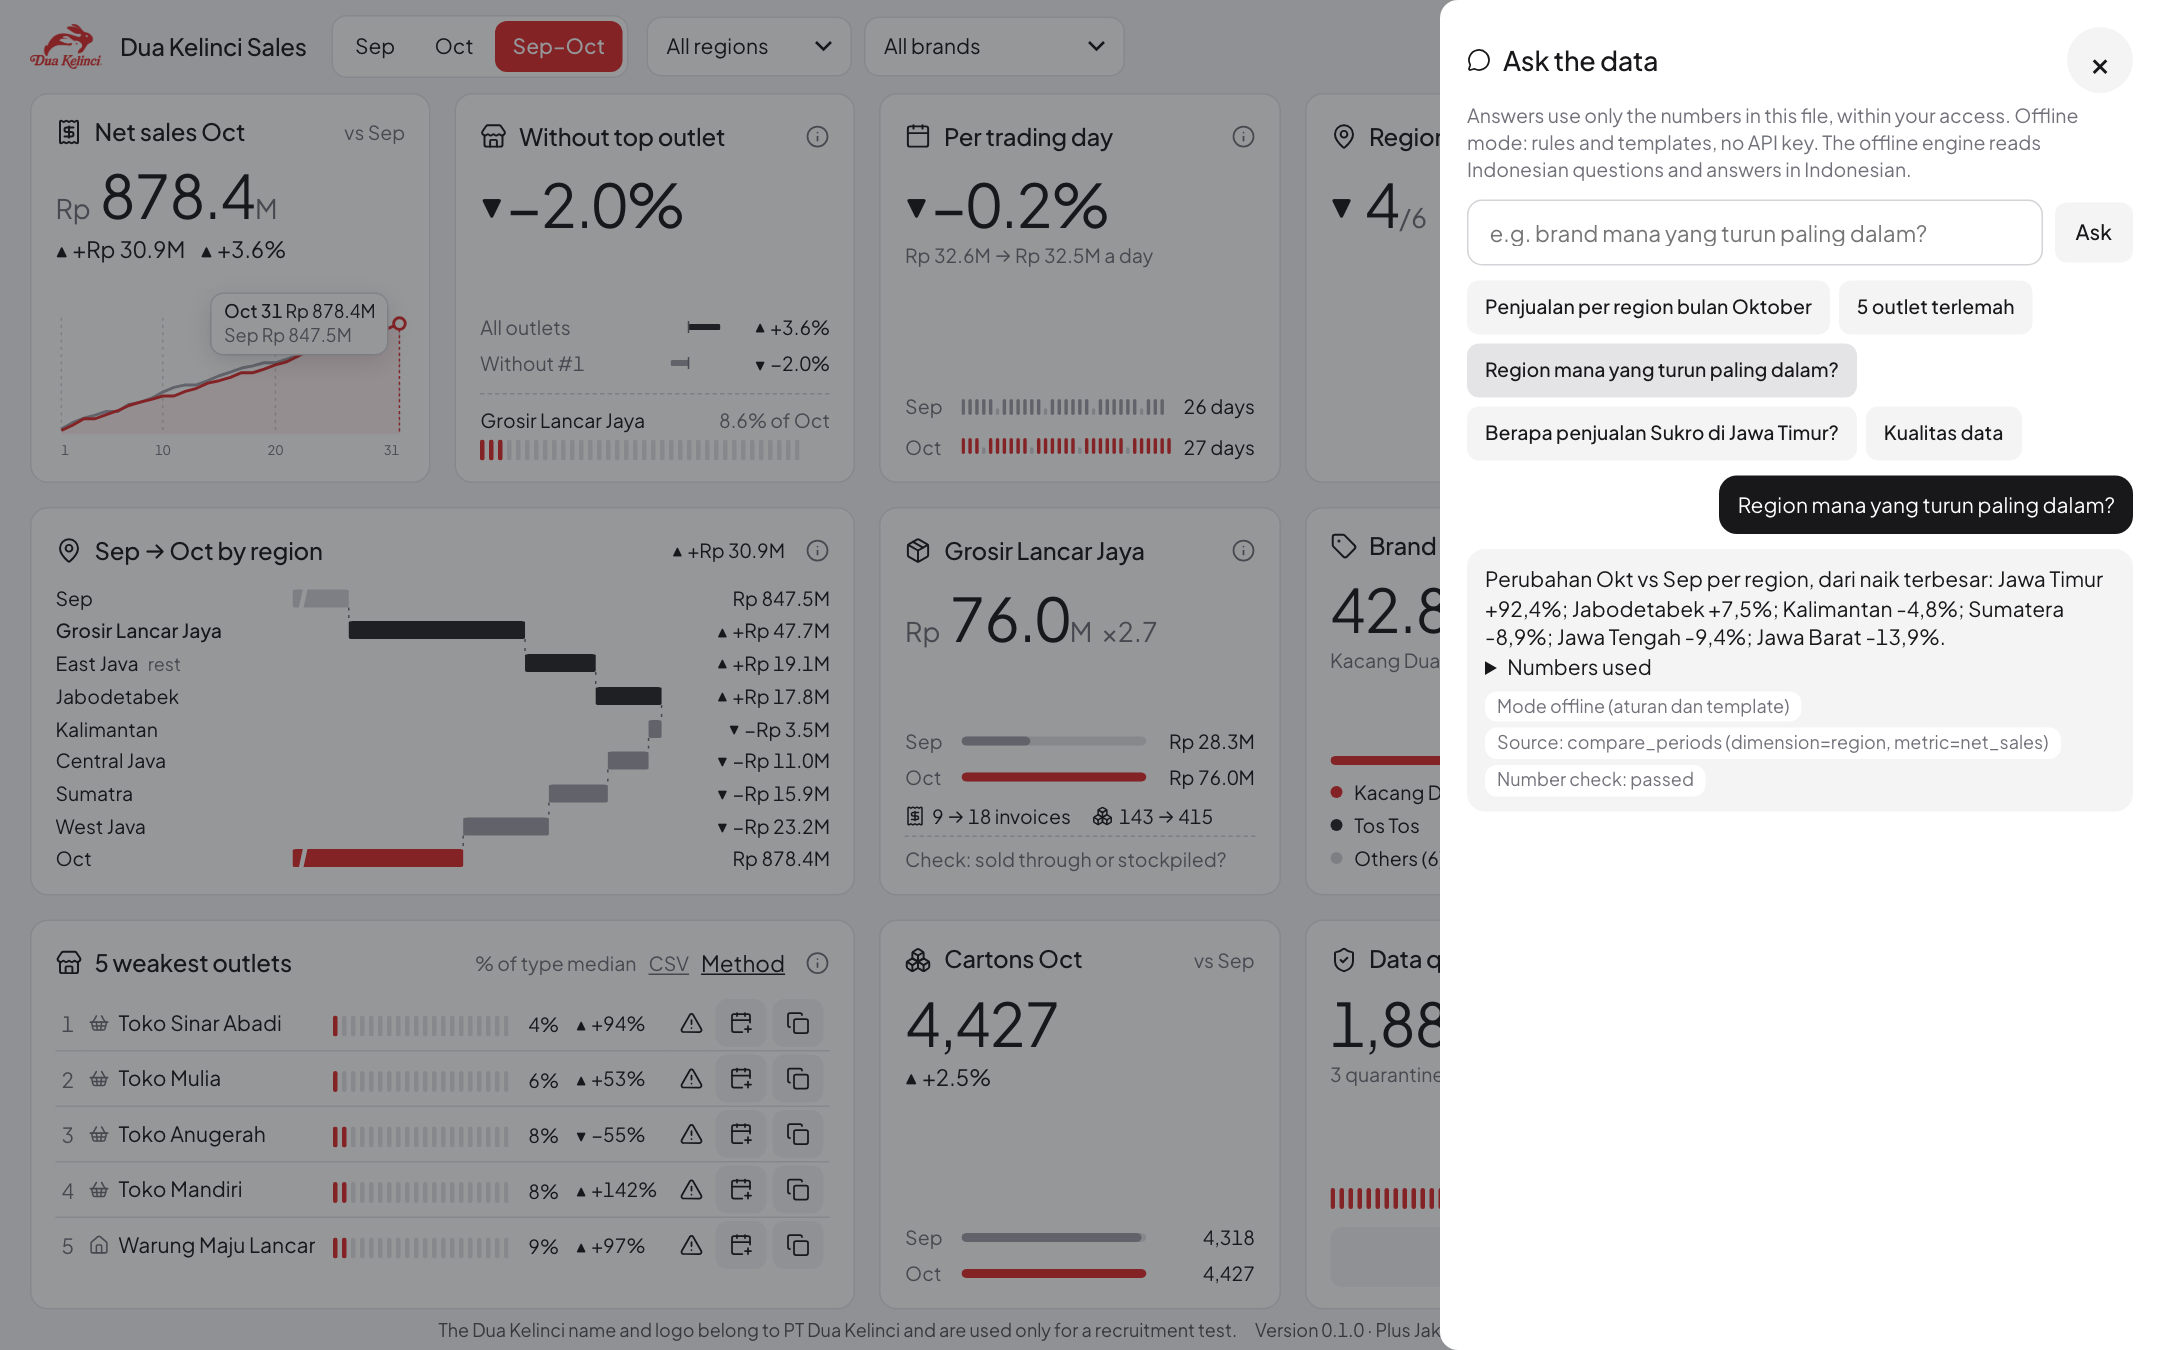 Dua Kelinci
Dua Kelinci Sales
Sep
Oct
Sep–Oct
All regions
All brands
Net sales Oct
vs Sep
Rp 878.4M
▲ +Rp 30.9M ▲ +3.6%
Oct 31 Rp 878.4M
Sep Rp 847.5M
1
10
20
31
Without top outlet
▼ −2.0%
All outlets
▲ +3.6%
Without #1
▼ −2.0%
Grosir Lancar Jaya
8.6% of Oct
Per trading day
▼ −0.2%
Rp 32.6M → Rp 32.5M a day
Sep
26 days
Oct
27 days
Region
▼ 4/6
Sep → Oct by region
▲ +Rp 30.9M
Sep
Rp 847.5M
Grosir Lancar Jaya
▲ +Rp 47.7M
East Java rest
▲ +Rp 19.1M
Jabodetabek
▲ +Rp 17.8M
Kalimantan
▼ −Rp 3.5M
Central Java
▼ −Rp 11.0M
Sumatra
▼ −Rp 15.9M
West Java
▼ −Rp 23.2M
Oct
Rp 878.4M
Grosir Lancar Jaya
Rp 76.0M ×2.7
Sep
Rp 28.3M
Oct
Rp 76.0M
9 → 18 invoices
143 → 415
Check: sold through or stockpiled?
Brand
42.8
Kacang Dua
Kacang D
Tos Tos
Others (6
5 weakest outlets
% of type median
CSV
Method
1 Toko Sinar Abadi 4% ▲ +94%
2 Toko Mulia 6% ▲ +53%
3 Toko Anugerah 8% ▼ −55%
4 Toko Mandiri 8% ▲ +142%
5 Warung Maju Lancar 9% ▲ +97%
Cartons Oct
vs Sep
4,427
▲ +2.5%
Sep
4,318
Oct
4,427
Data q
1,88
3 quarantine
The Dua Kelinci name and logo belong to PT Dua Kelinci and are used only for a recruitment test.
Version 0.1.0 · Plus Jak
Ask the data
Answers use only the numbers in this file, within your access. Offline
mode: rules and templates, no API key. The offline engine reads
Indonesian questions and answers in Indonesian.
e.g. brand mana yang turun paling dalam?
Ask
Penjualan per region bulan Oktober
5 outlet terlemah
Region mana yang turun paling dalam?
Berapa penjualan Sukro di Jawa Timur?
Kualitas data
Region mana yang turun paling dalam?
Perubahan Okt vs Sep per region, dari naik terbesar: Jawa Timur
+92,4%; Jabodetabek +7,5%; Kalimantan -4,8%; Sumatera
-8,9%; Jawa Tengah -9,4%; Jawa Barat -13,9%.
▶ Numbers used
Mode offline (aturan dan template)
Source: compare_periods (dimension=region, metric=net_sales)
Number check: passed